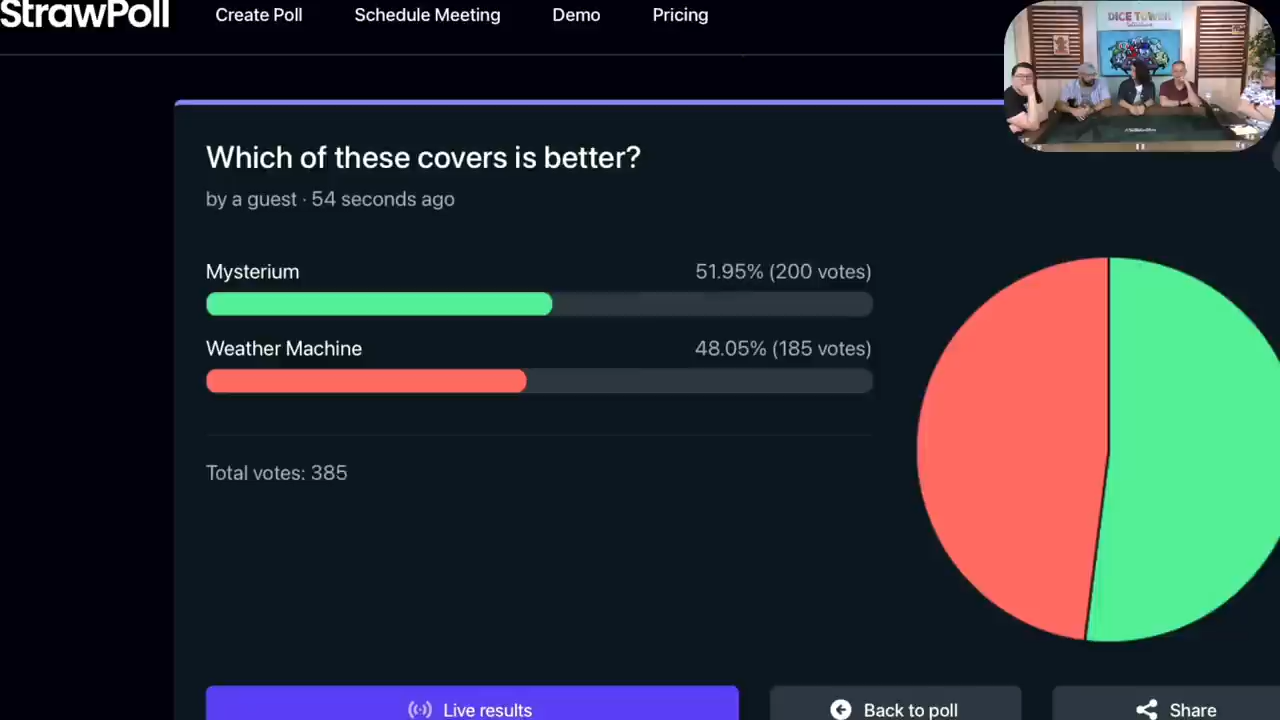 StrawPoll
Create Poll
Schedule Meeting
Demo
Pricing
DICE TOWER
Which of these covers is better?
by a guest · 54 seconds ago
Mysterium
51.95% (200 votes)
Weather Machine
48.05% (185 votes)
Total votes: 385
Live results
Back to poll
Share